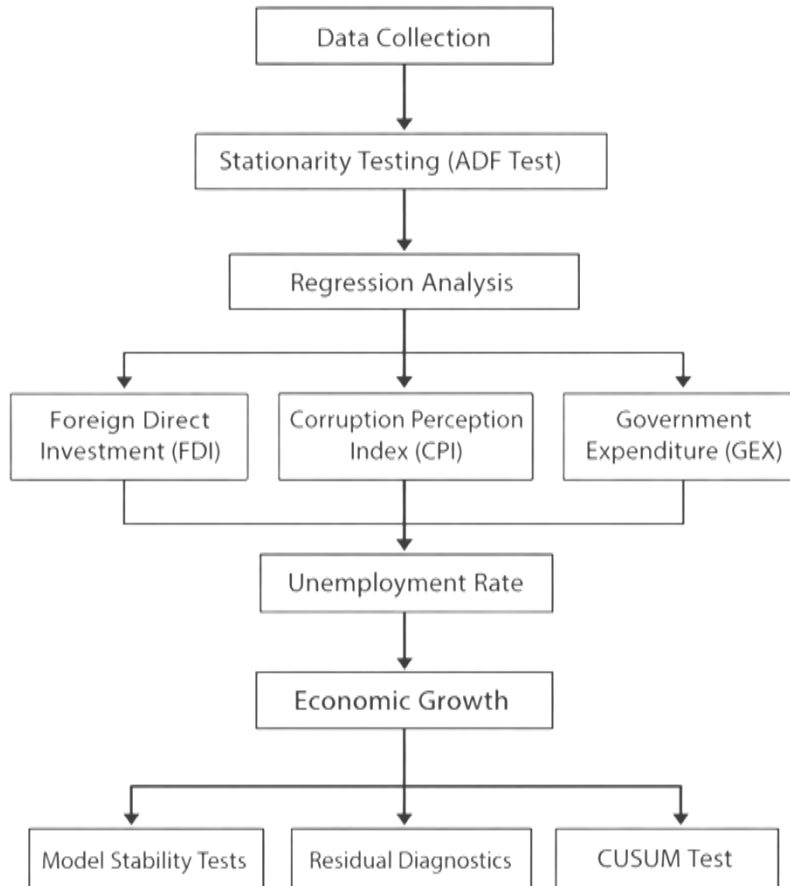 Data Collection
Stationarity Testing (ADF Test)
Regression Analysis
Foreign Direct
Investment (FDI)
Corruption Perception
Index (CPI)
Government
Expenditure (GEX)
Unemployment Rate
Economic Growth
Model Stability Tests
Residual Diagnostics
CUSUM Test